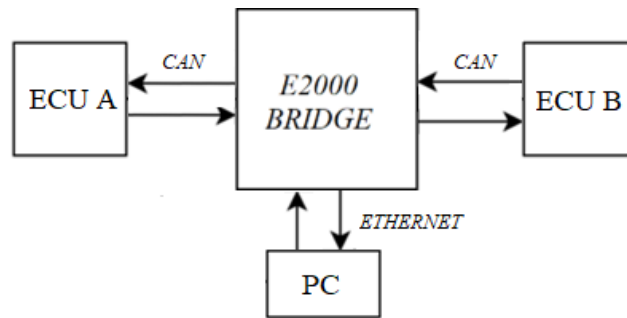 CAN
CAN
ECU A
E2000
BRIDGE
ECU B
ETHERNET
PC